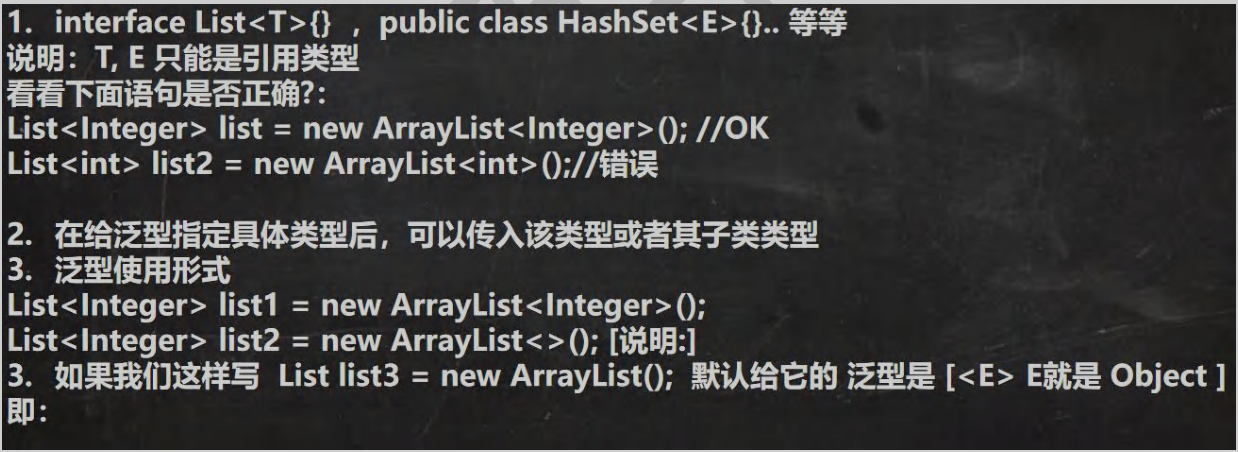 1. interface List<T>{} , public class HashSet<E>{}.. 等等
说明：T, E 只能是引用类型
看看下面语句是否正确?：
List<Integer> list = new ArrayList<Integer>(); //OK
List<int> list2 = new ArrayList<int>();//错误
2. 在给泛型指定具体类型后，可以传入该类型或者其子类类型
3. 泛型使用形式
List<Integer> list1 = new ArrayList<Integer>();
List<Integer> list2 = new ArrayList<>(); [说明:]
3. 如果我们这样写 List list3 = new ArrayList(); 默认给它的 泛型是 [<E> E就是 Object ]
即：